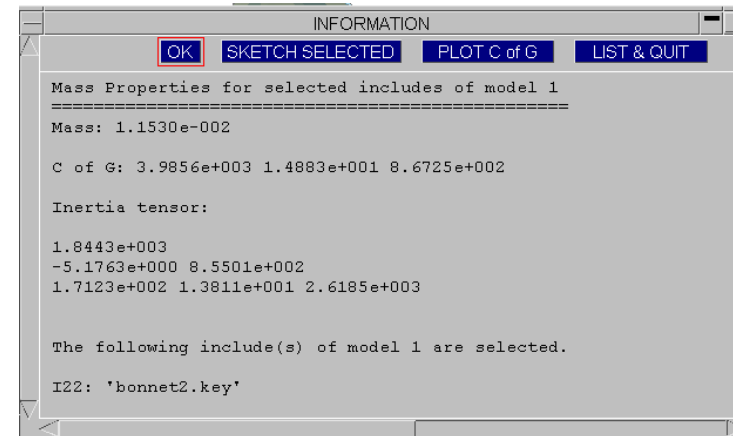 INFORMATION
OK SKETCH SELECTED PLOT C of G LIST & QUIT
Mass Properties for selected includes of model 1
=================================================
Mass: 1.1530e-002
C of G: 3.9856e+003 1.4883e+001 8.6725e+002
Inertia tensor:
1.8443e+003
-5.1763e+000 8.5501e+002
1.7123e+002 1.3811e+001 2.6185e+003
The following include(s) of model 1 are selected.
I22: 'bonnet2.key'